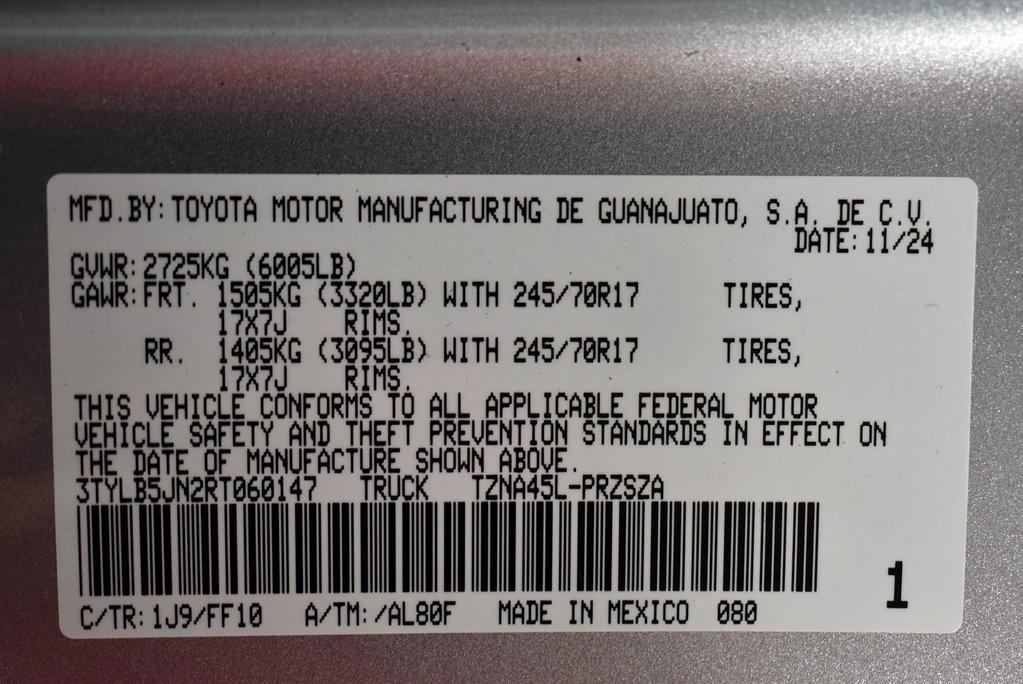 MFD.BY:TOYOTA MOTOR MANUFACTURING DE GUANAJUATO, S.A. DE C.V.
DATE:11/24
GVWR:2725KG (6005LB)
GAWR:FRT. 1505KG (3320LB) WITH 245/70R17 TIRES,
17X7J RIMS.
RR. 1405KG (3095LB) WITH 245/70R17 TIRES,
17X7J RIMS.
THIS VEHICLE CONFORMS TO ALL APPLICABLE FEDERAL MOTOR
VEHICLE SAFETY AND THEFT PREVENTION STANDARDS IN EFFECT ON
THE DATE OF MANUFACTURE SHOWN ABOVE.
3TYLB5JN2RT060147 TRUCK TZNA45L-PRZSZA
1
C/TR:1J9/FF10 A/TM:/AL80F MADE IN MEXICO 080